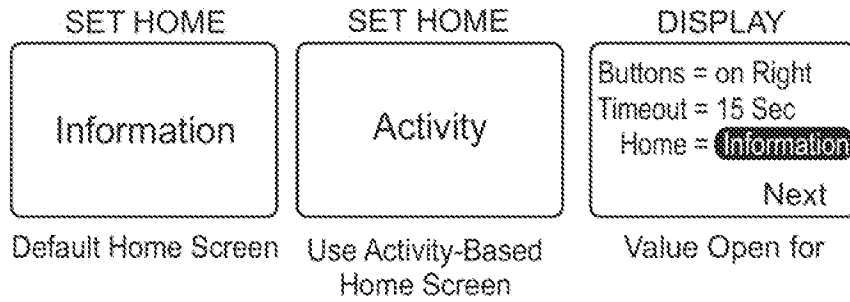 SET HOME
Information
Default Home Screen
SET HOME
Activity
Use Activity-Based
Home Screen
DISPLAY
Buttons = on Right
Timeout = 15 Sec
Home = Information
Next
Value Open for